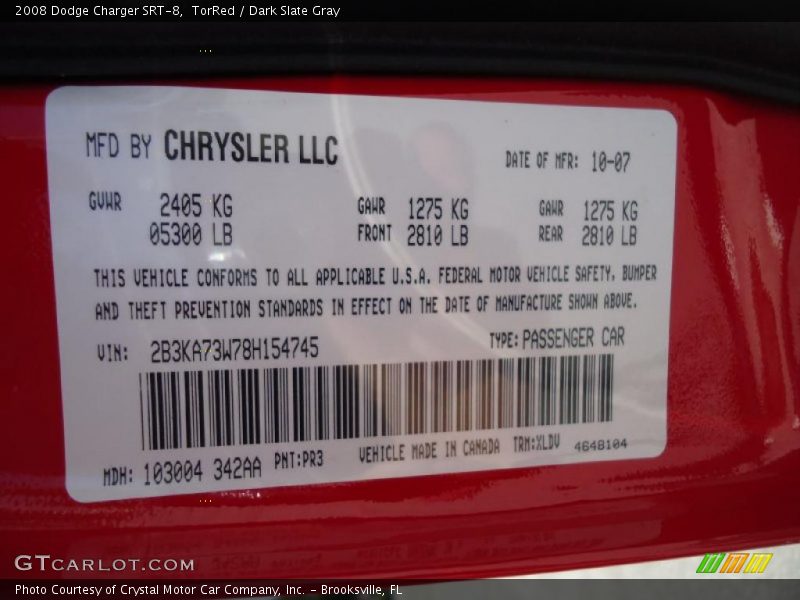 2008 Dodge Charger SRT-8, TorRed / Dark Slate Gray
MFD BY CHRYSLER LLC
DATE OF MFR: 10-07
GVWR 2405 KG
05300 LB
GAWR 1275 KG
FRONT 2810 LB
GAWR 1275 KG
REAR 2810 LB
THIS VEHICLE CONFORMS TO ALL APPLICABLE U.S.A. FEDERAL MOTOR VEHICLE SAFETY, BUMPER
AND THEFT PREVENTION STANDARDS IN EFFECT ON THE DATE OF MANUFACTURE SHOWN ABOVE.
VIN: 2B3KA73W78H154745
TYPE: PASSENGER CAR
MDH: 103004 342AA PNT:PR3
VEHICLE MADE IN CANADA TRM:XLDV 4648104
GTCARLOT.COM
Photo Courtesy of Crystal Motor Car Company, Inc. - Brooksville, FL